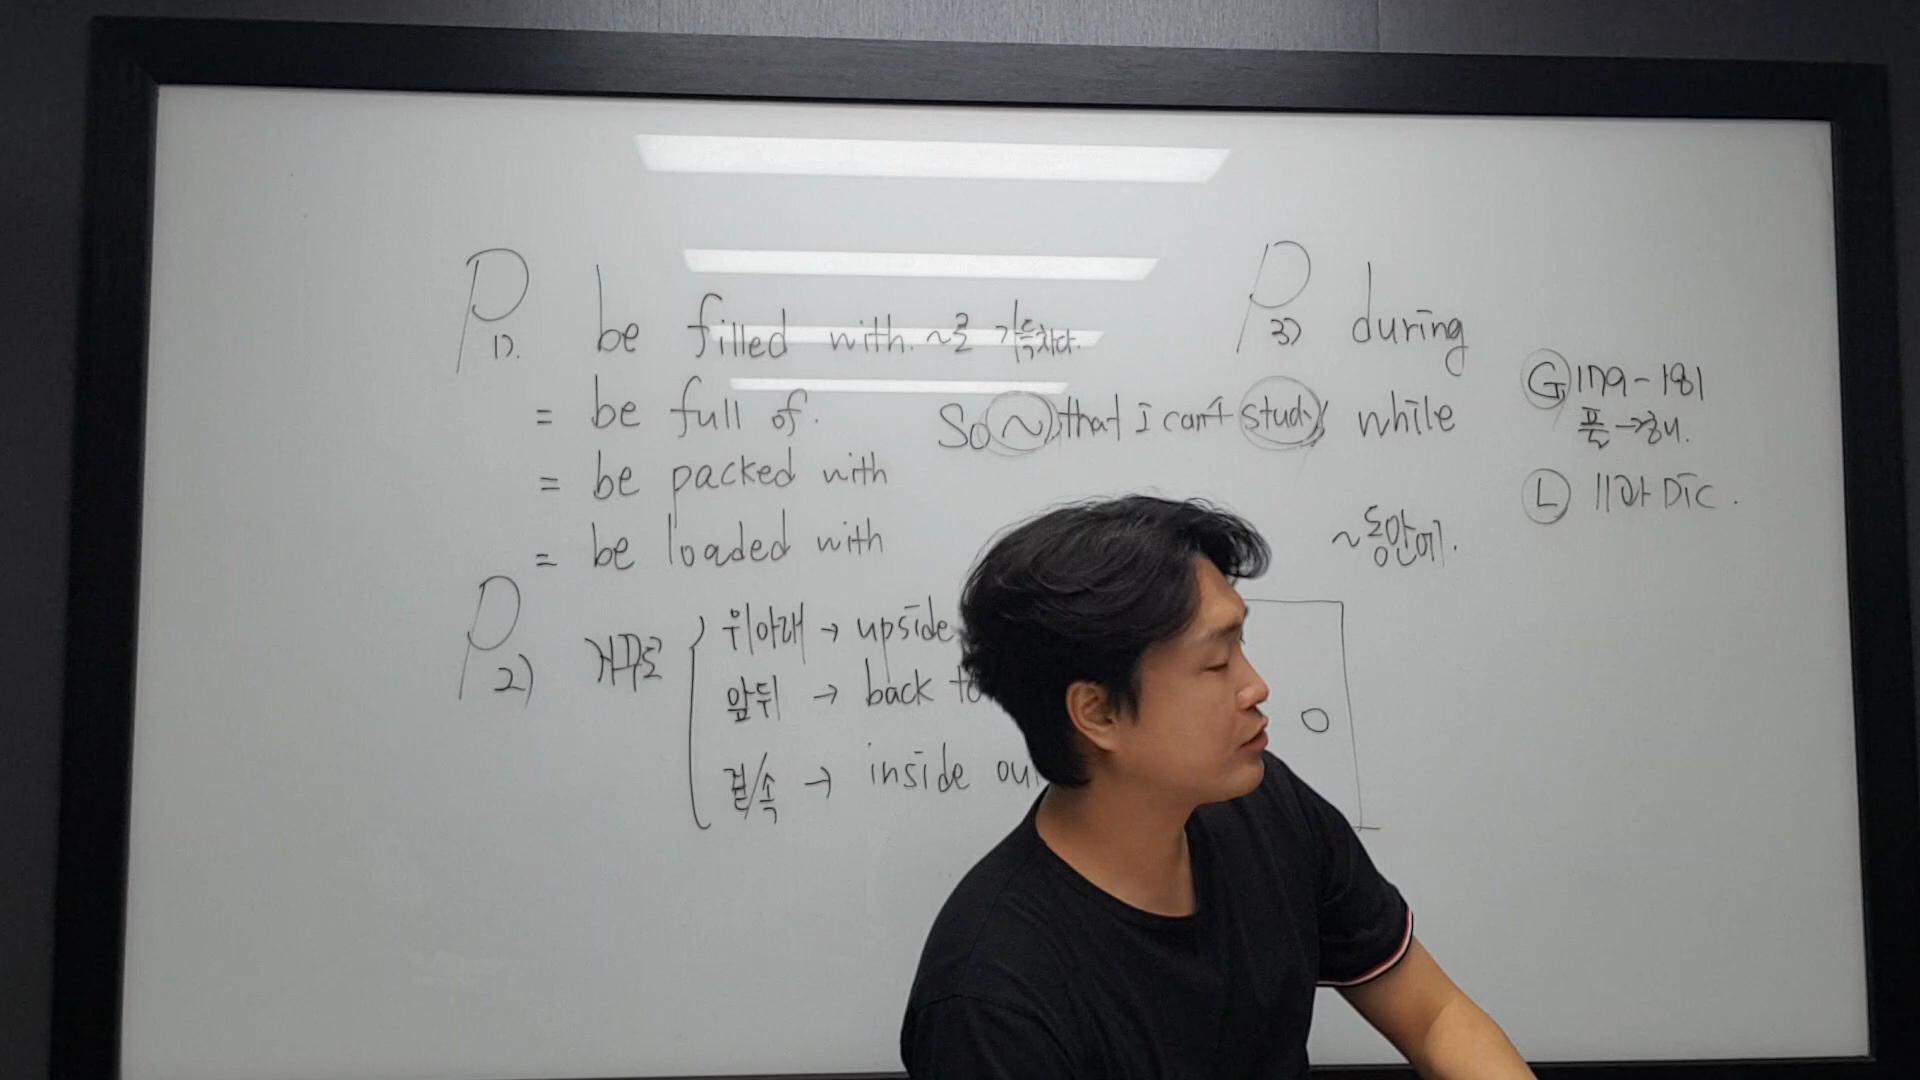 P 1). be filled with. ~로 가득차다.
= be full of.
= be packed with
= be loaded with
So ~ that I can't study
P 2) 거꾸로
위아래 → upside
앞뒤 → back to
겉/속 → inside out
P 3) during
while
~동안에.
G 179-181
풀→
L 11과 DIC.